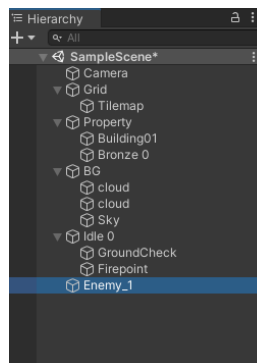 Hierarchy
All
SampleScene*
Camera
Grid
Tilemap
Property
Building01
Bronze 0
BG
cloud
cloud
Sky
Idle 0
GroundCheck
Firepoint
Enemy_1